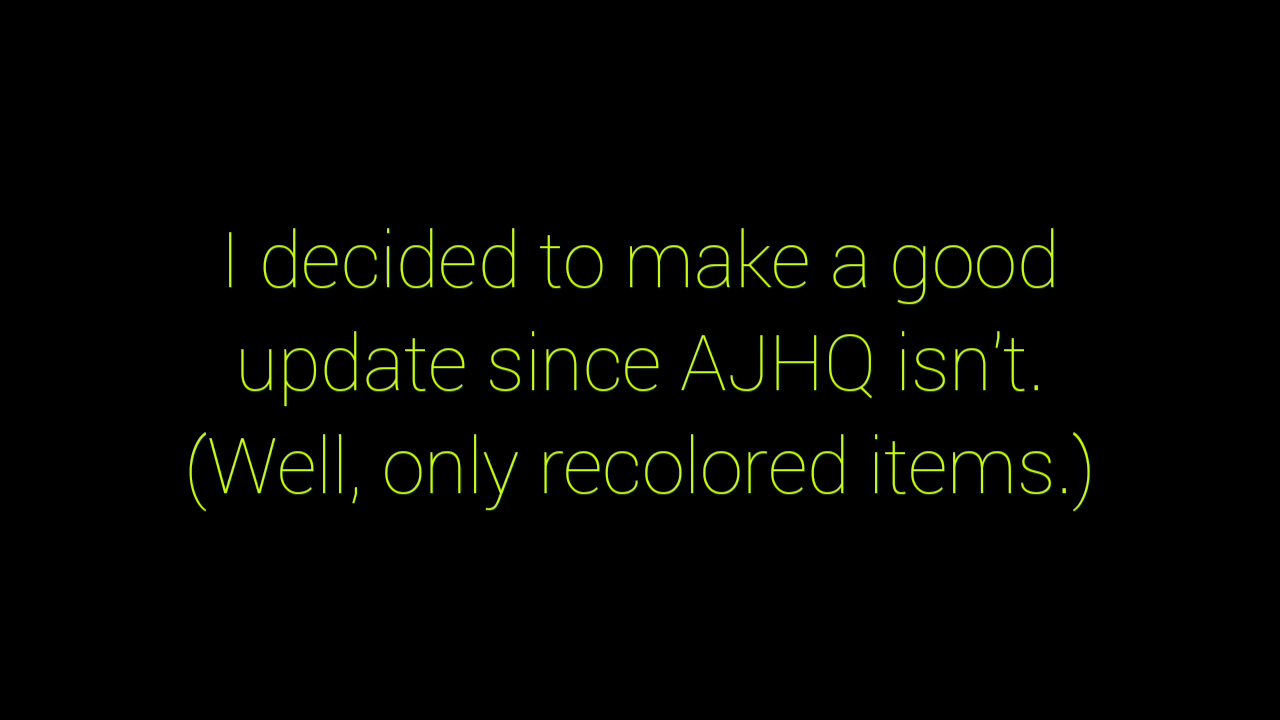 I decided to make a good
update since AJHQ isn't.
(Well, only recolored items.)